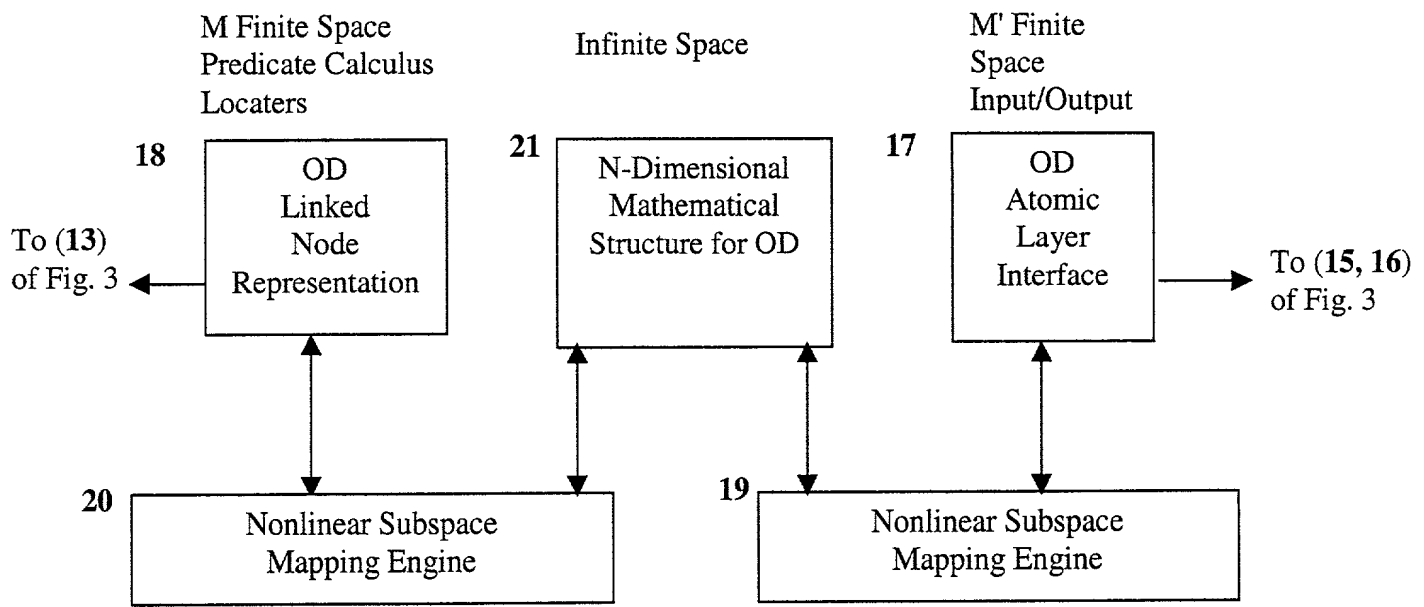 M Finite Space
Predicate Calculus
Locaters
Infinite Space
M' Finite
Space
Input/Output
18
OD
Linked
Node
Representation
21
N-Dimensional
Mathematical
Structure for OD
17
OD
Atomic
Layer
Interface
To (13)
of Fig. 3
To (15, 16)
of Fig. 3
20
Nonlinear Subspace
Mapping Engine
19
Nonlinear Subspace
Mapping Engine